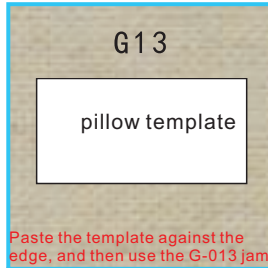 G13
pillow template
Paste the template against the
edge, and then use the G-013 jam